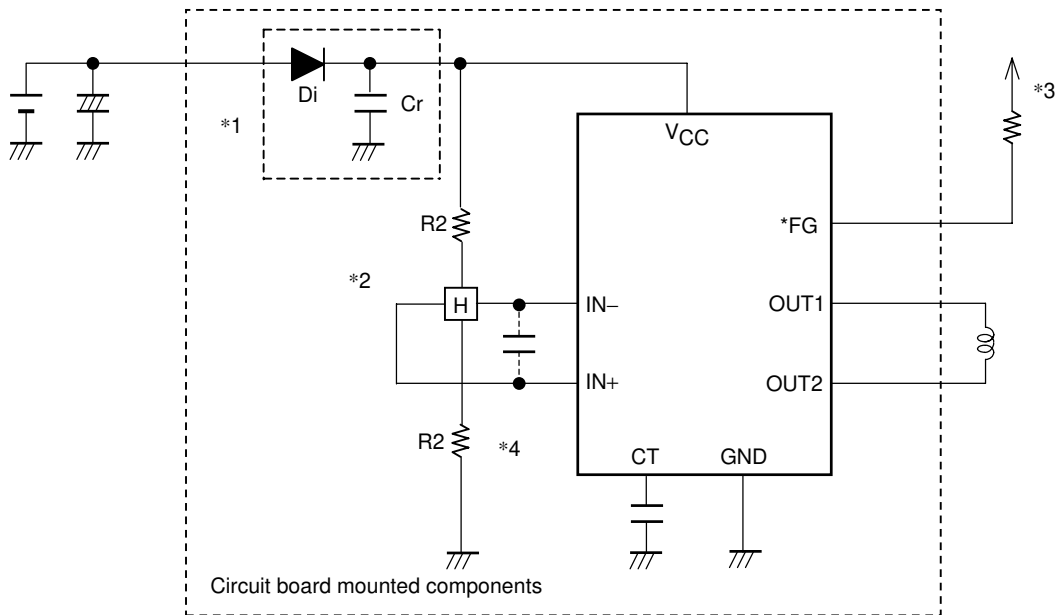 *3
Di
Cr
*1
VCC
R2
*FG
*2
H
IN−
OUT1
IN+
OUT2
R2
*4
CT
GND
Circuit board mounted components